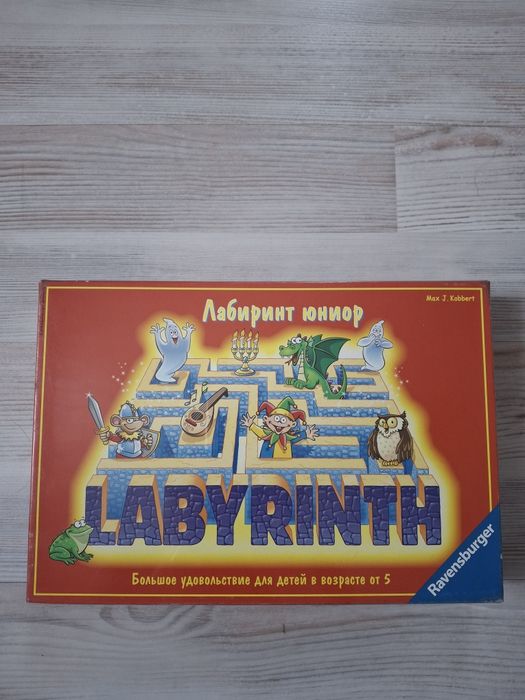 Max J. Kobbert
Лабиринт юниор
LABYRINTH
Большое удовольствие для детей в возрасте от 5
Ravensburger